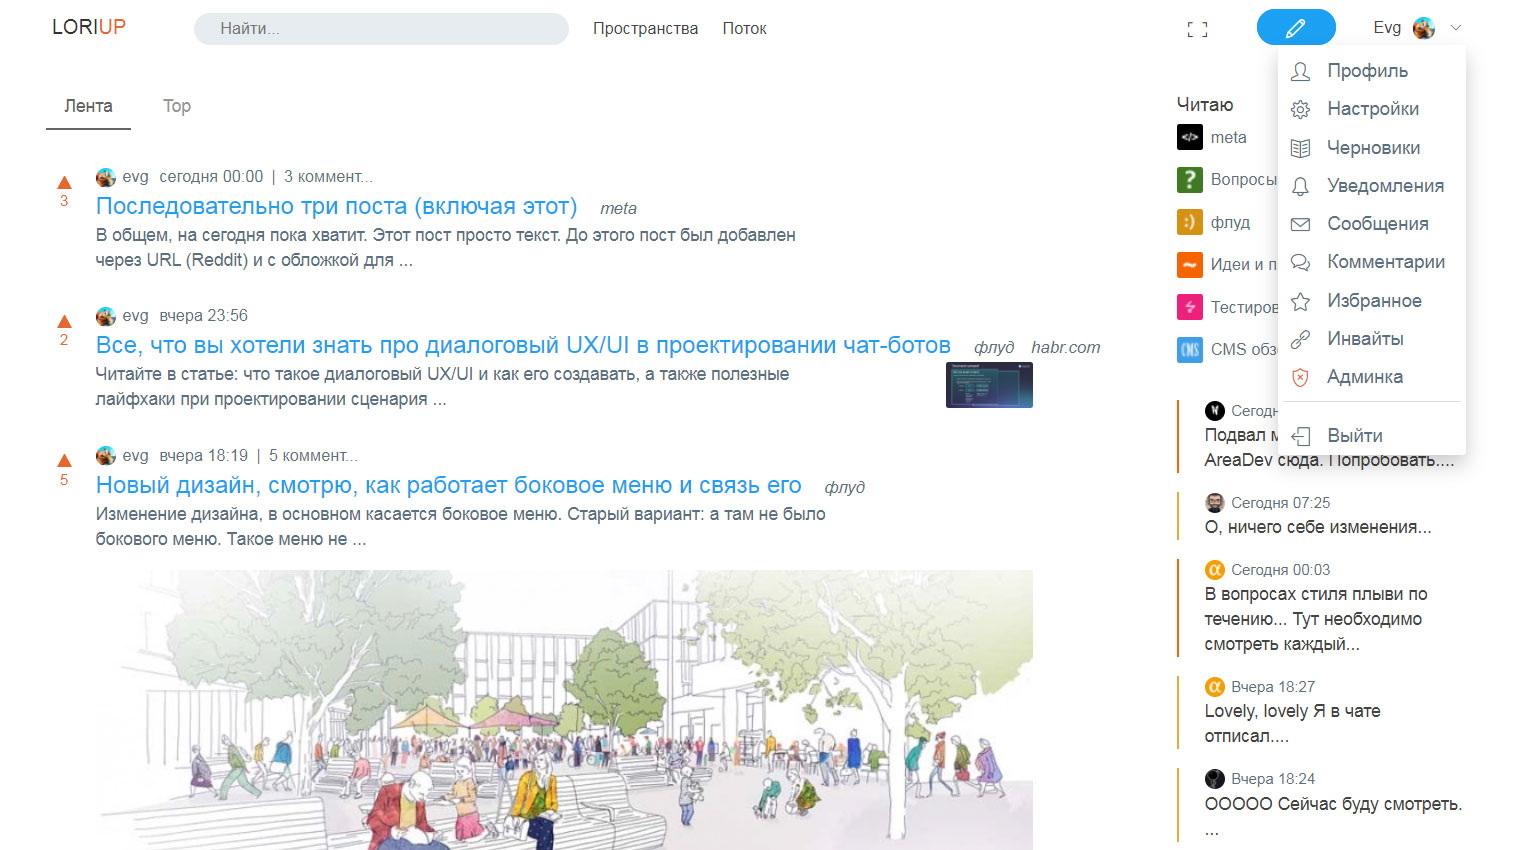 LORIUP
Найти...
Пространства
Поток
Evg
Лента
Top
evg сегодня 00:00 | 3 коммент...
3
Последовательно три поста (включая этот) meta
В общем, на сегодня пока хватит. Этот пост просто текст. До этого пост был добавлен
через URL (Reddit) и с обложкой для ...
evg вчера 23:56
2
Все, что вы хотели знать про диалоговый UX/UI в проектировании чат-ботов флуд habr.com
Читайте в статье: что такое диалоговый UX/UI и как его создавать, а также полезные
лайфхаки при проектировании сценария ...
evg вчера 18:19 | 5 коммент...
5
Новый дизайн, смотрю, как работает боковое меню и связь его флуд
Изменение дизайна, в основном касается боковое меню. Старый вариант: а там не было
бокового меню. Такое меню не ...
Читаю
</> meta
? Вопросы
:) флуд
~ Идеи и п
Тестиров
CMS CMS обз
Профиль
Настройки
Черновики
Уведомления
Сообщения
Комментарии
Избранное
Инвайты
Админка
Выйти
Сегодн
Подвал м
AreaDev сюда. Попробовать....
Сегодня 07:25
О, ничего себе изменения...
Сегодня 00:03
В вопросах стиля плыви по
течению... Тут необходимо
смотреть каждый...
Вчера 18:27
Lovely, lovely Я в чате
отписал....
Вчера 18:24
ООООО Сейчас буду смотреть.
...